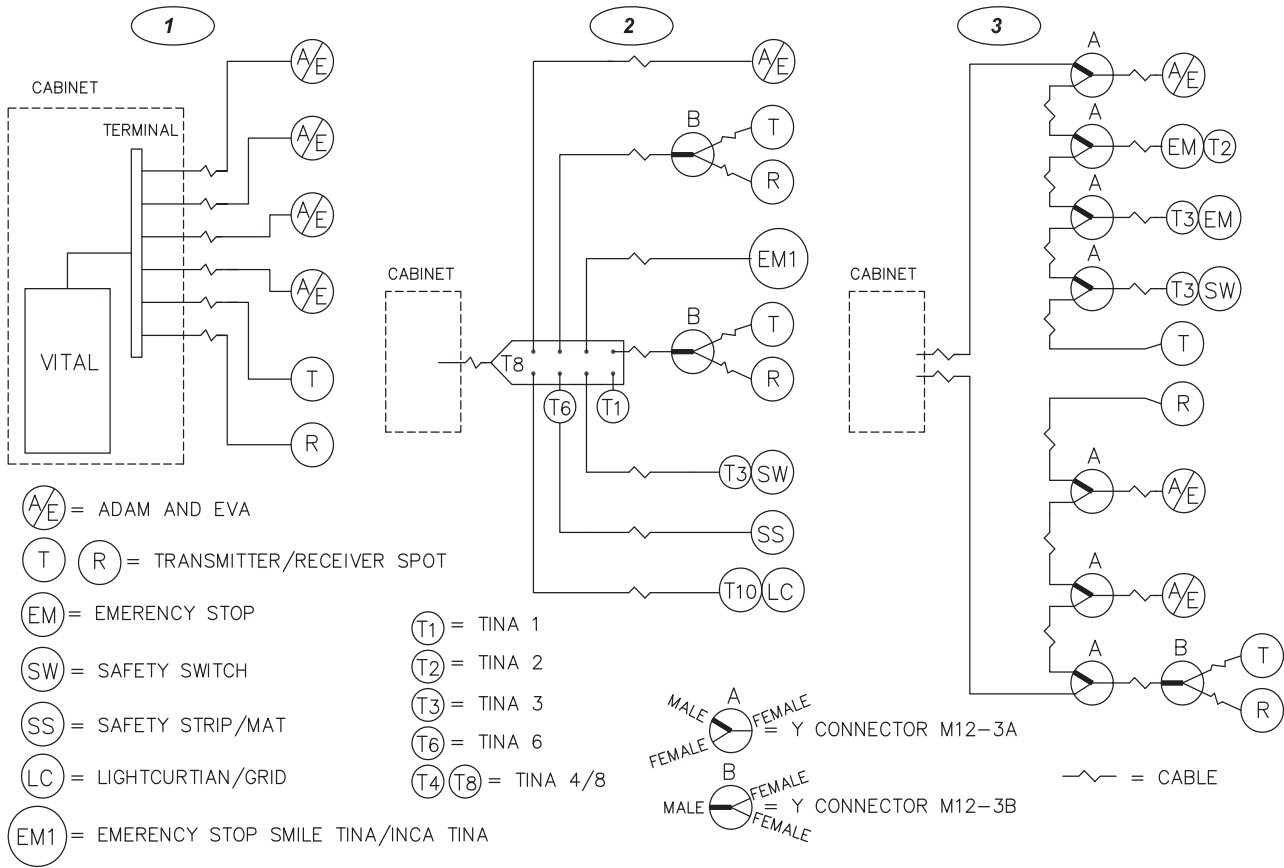 1
CABINET
TERMINAL
VITAL
A/E
A/E
A/E
A/E
T
R
2
CABINET
T8
A/E
B
T
R
EM1
B
T
R
T6
T1
T3 SW
SS
T10 LC
3
CABINET
A
A/E
A
EM T2
A
T3 EM
A
T3 SW
T
R
A
A/E
A
A/E
A
B
T
R
A/E = ADAM AND EVA
T R = TRANSMITTER/RECEIVER SPOT
EM = EMERENCY STOP
SW = SAFETY SWITCH
SS = SAFETY STRIP/MAT
LC = LIGHTCURTIAN/GRID
EM1 = EMERENCY STOP SMILE TINA/INCA TINA
T1 = TINA 1
T2 = TINA 2
T3 = TINA 3
T6 = TINA 6
T4 T8 = TINA 4/8
A
MALE
FEMALE
FEMALE
= Y CONNECTOR M12-3A
B
MALE
FEMALE
FEMALE
= Y CONNECTOR M12-3B
= CABLE